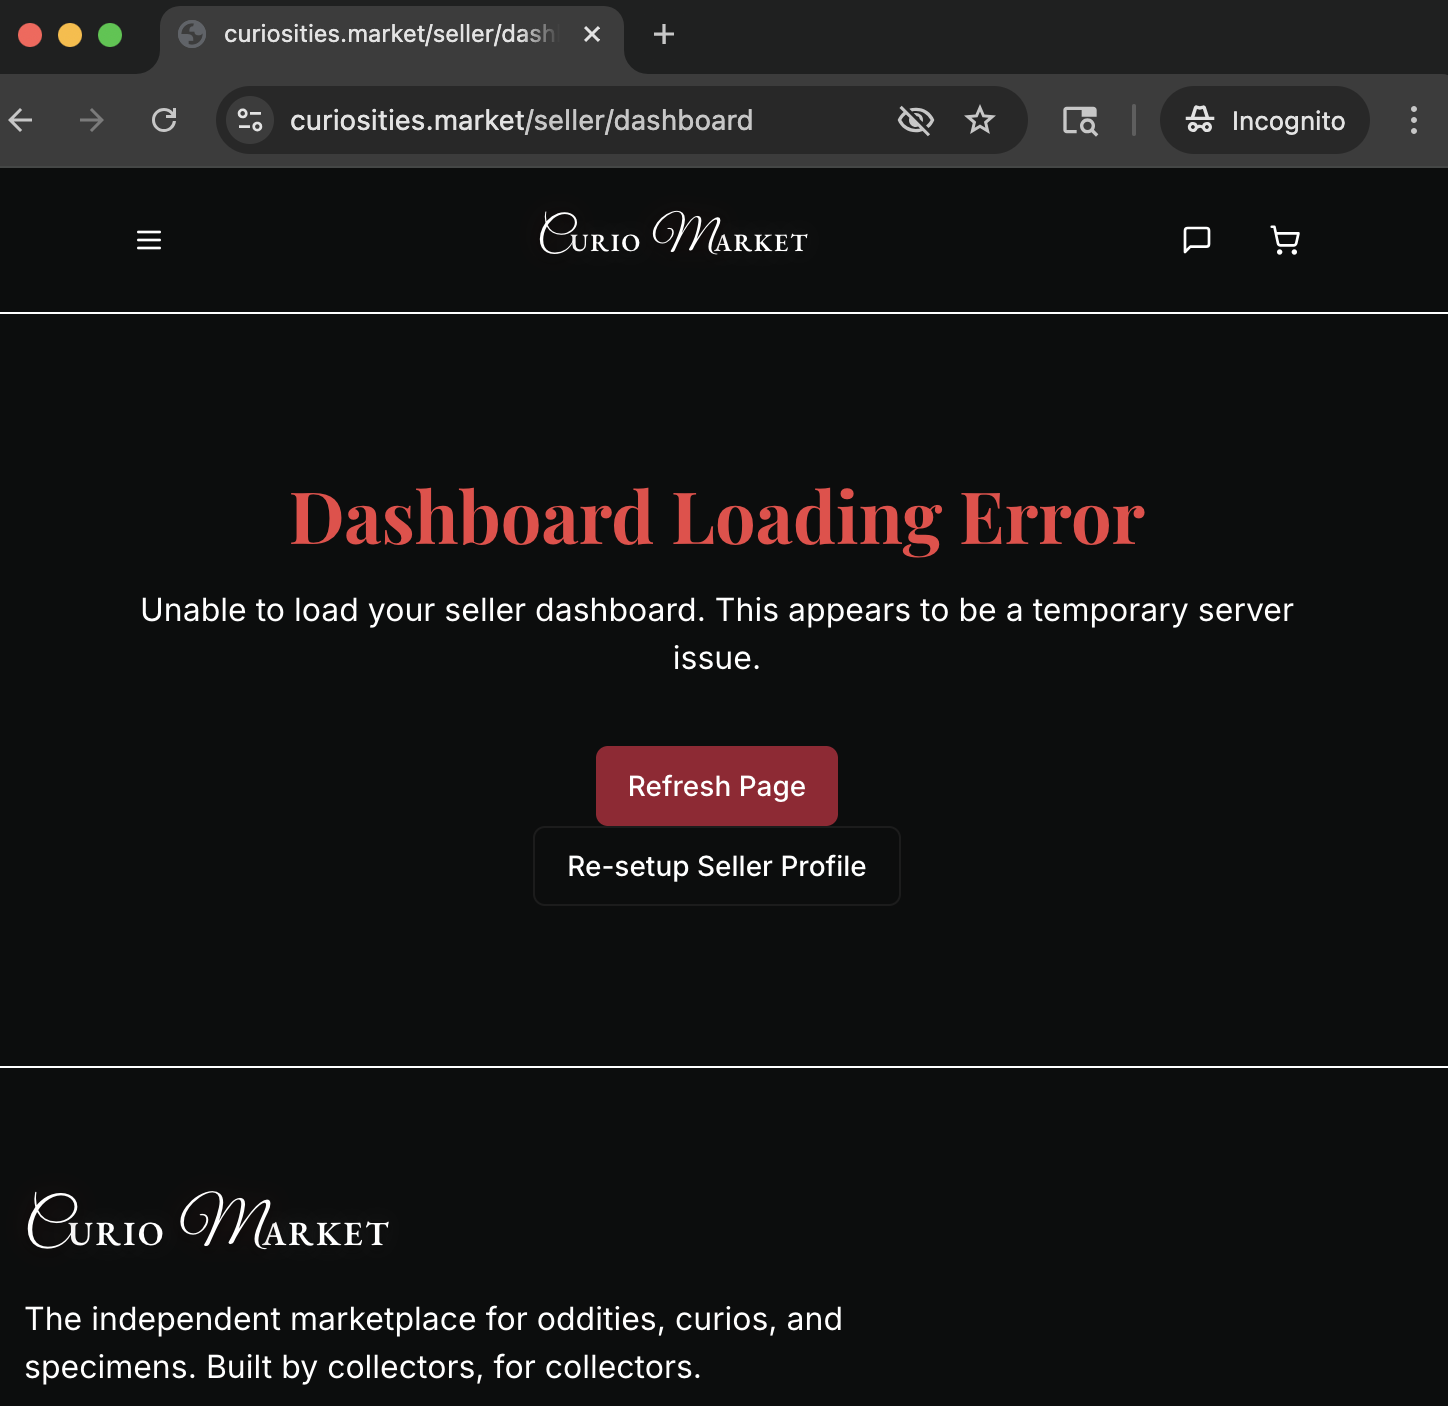 curiosities.market/seller/dash
curiosities.market/seller/dashboard
Incognito
Curio Market
Dashboard Loading Error
Unable to load your seller dashboard. This appears to be a temporary server
issue.
Refresh Page
Re-setup Seller Profile
Curio Market
The independent marketplace for oddities, curios, and
specimens. Built by collectors, for collectors.